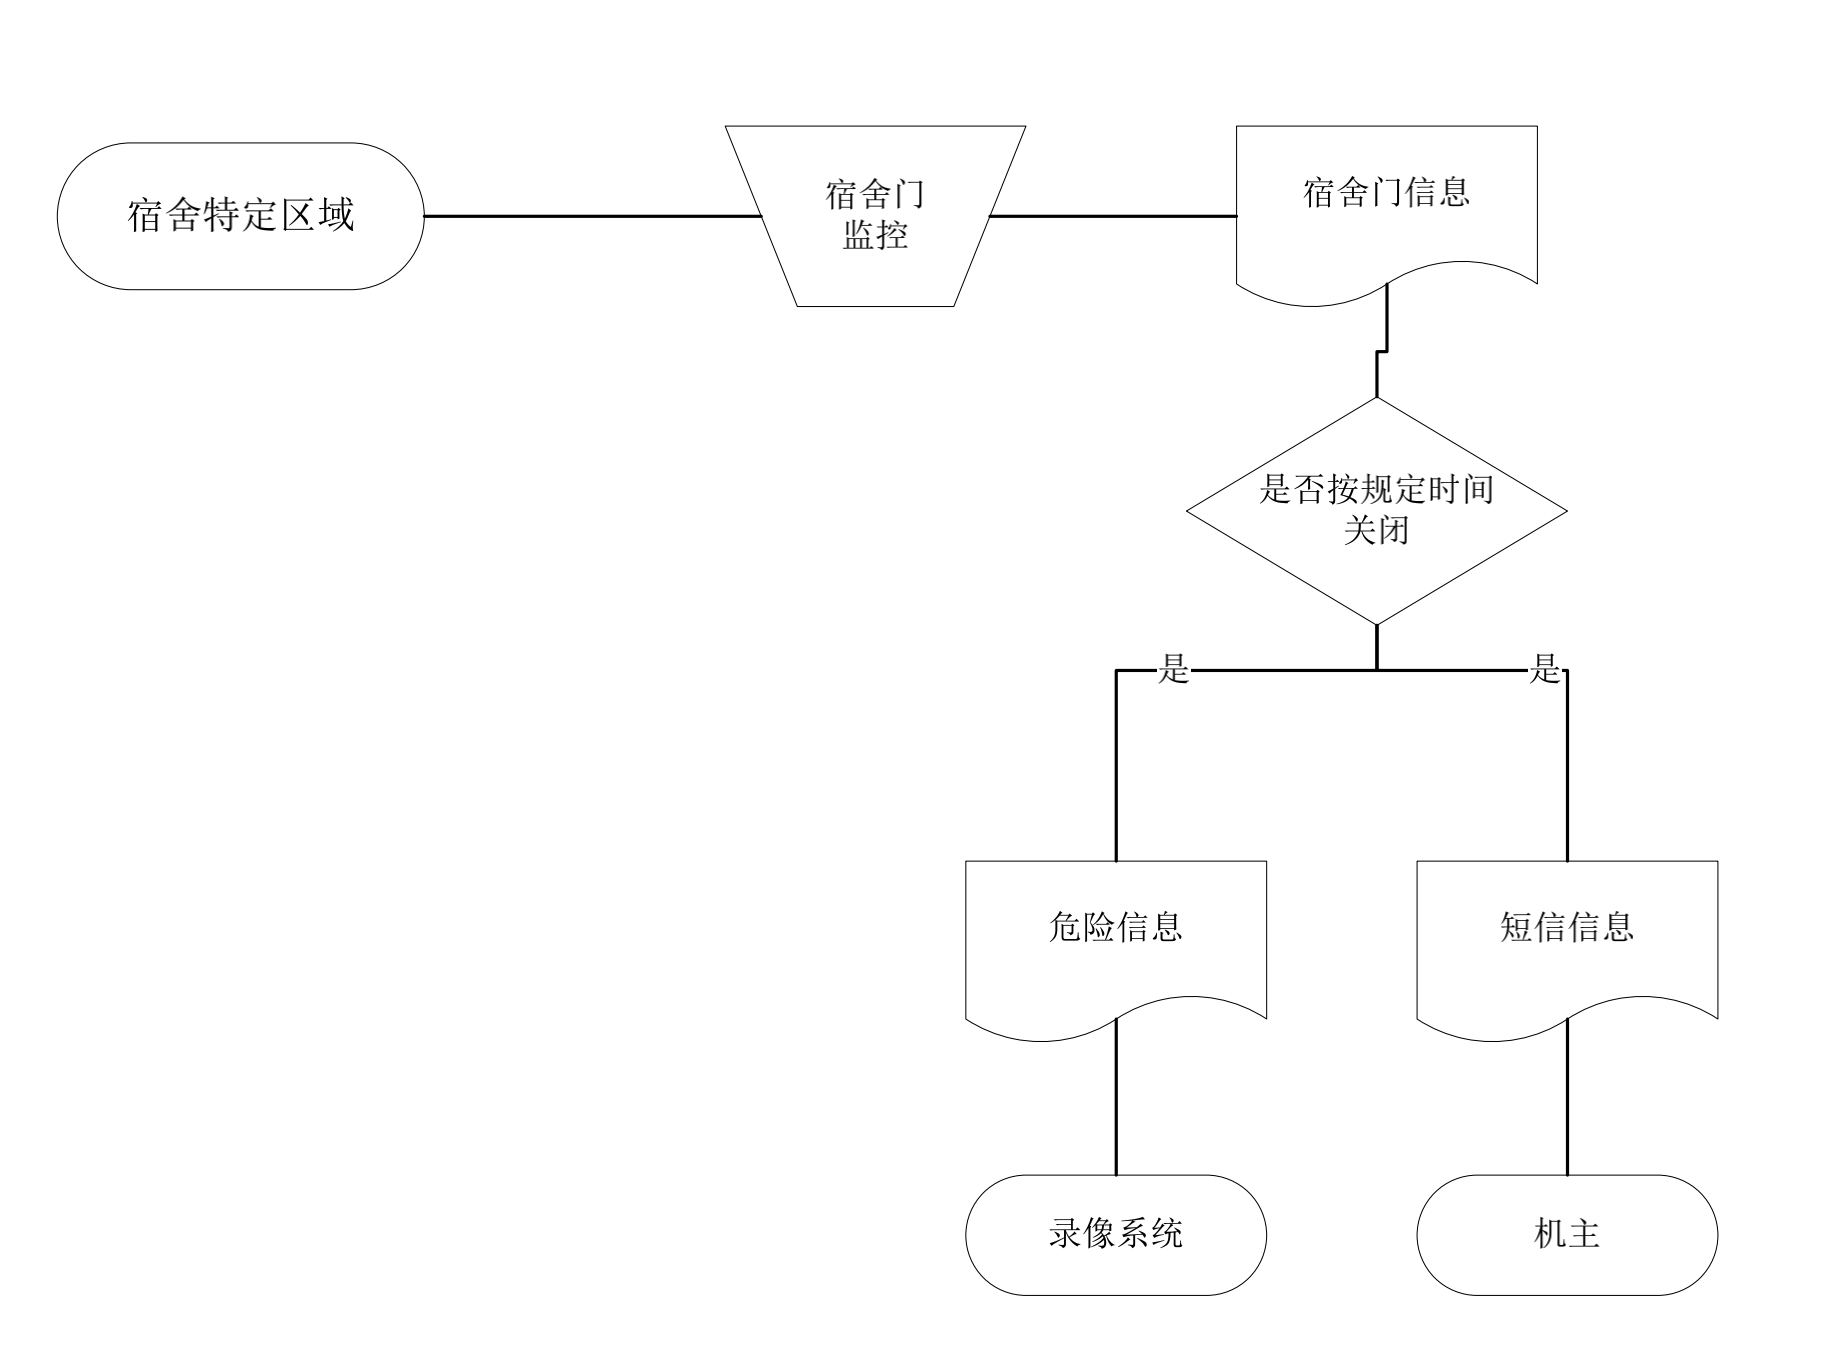 宿舍特定区域
宿舍门
监控
宿舍门信息
是否按规定时间
关闭
是
是
危险信息
短信信息
录像系统
机主